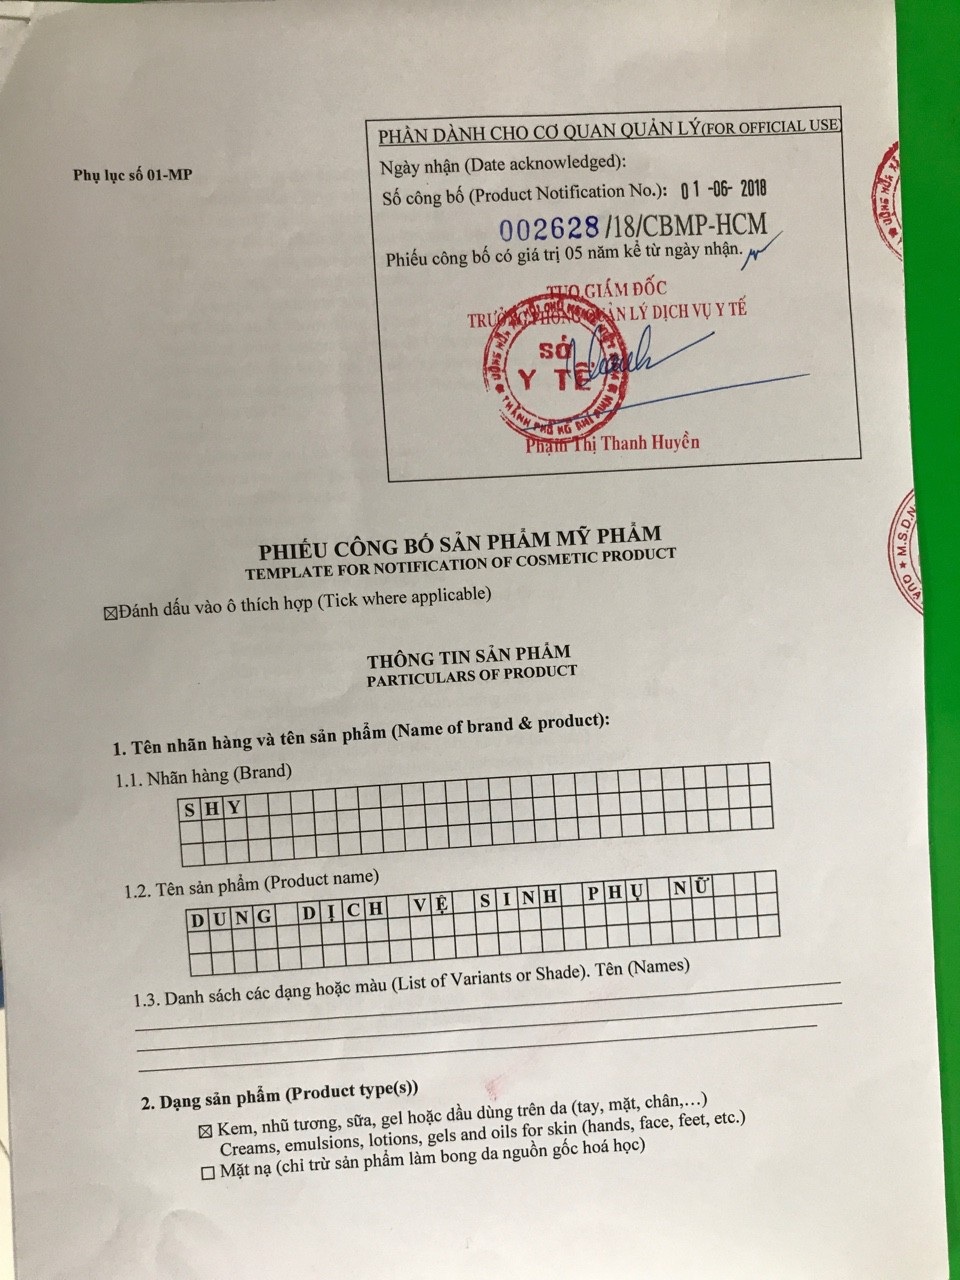 Phụ lục số 01-MP
PHẦN DÀNH CHO CƠ QUAN QUẢN LÝ(FOR OFFICIAL USE)
Ngày nhận (Date acknowledged):
Số công bố (Product Notification No.): 01 -06- 2018
002628/18/CBMP-HCM
Phiếu công bố có giá trị 05 năm kể từ ngày nhận.
TUQ.GIÁM ĐỐC
TRƯỞNG PHÒNG QUẢN LÝ DỊCH VỤ Y TẾ
SỞ
Y TẾ
Phạm Thị Thanh Huyền
M.S.D.N
PHIẾU CÔNG BỐ SẢN PHẨM MỸ PHẨM
TEMPLATE FOR NOTIFICATION OF COSMETIC PRODUCT
☒Đánh dấu vào ô thích hợp (Tick where applicable)
THÔNG TIN SẢN PHẨM
PARTICULARS OF PRODUCT
1. Tên nhãn hàng và tên sản phẩm (Name of brand & product):
1.1. Nhãn hàng (Brand)
SHY
1.2. Tên sản phẩm (Product name)
DUNG DỊCH VỆ SINH PHỤ NỮ
1.3. Danh sách các dạng hoặc màu (List of Variants or Shade). Tên (Names)
2. Dạng sản phẩm (Product type(s))
☒ Kem, nhũ tương, sữa, gel hoặc dầu dùng trên da (tay, mặt, chân,…)
Creams, emulsions, lotions, gels and oils for skin (hands, face, feet, etc.)
☐ Mặt nạ (chỉ trừ sản phẩm làm bong da nguồn gốc hoá học)